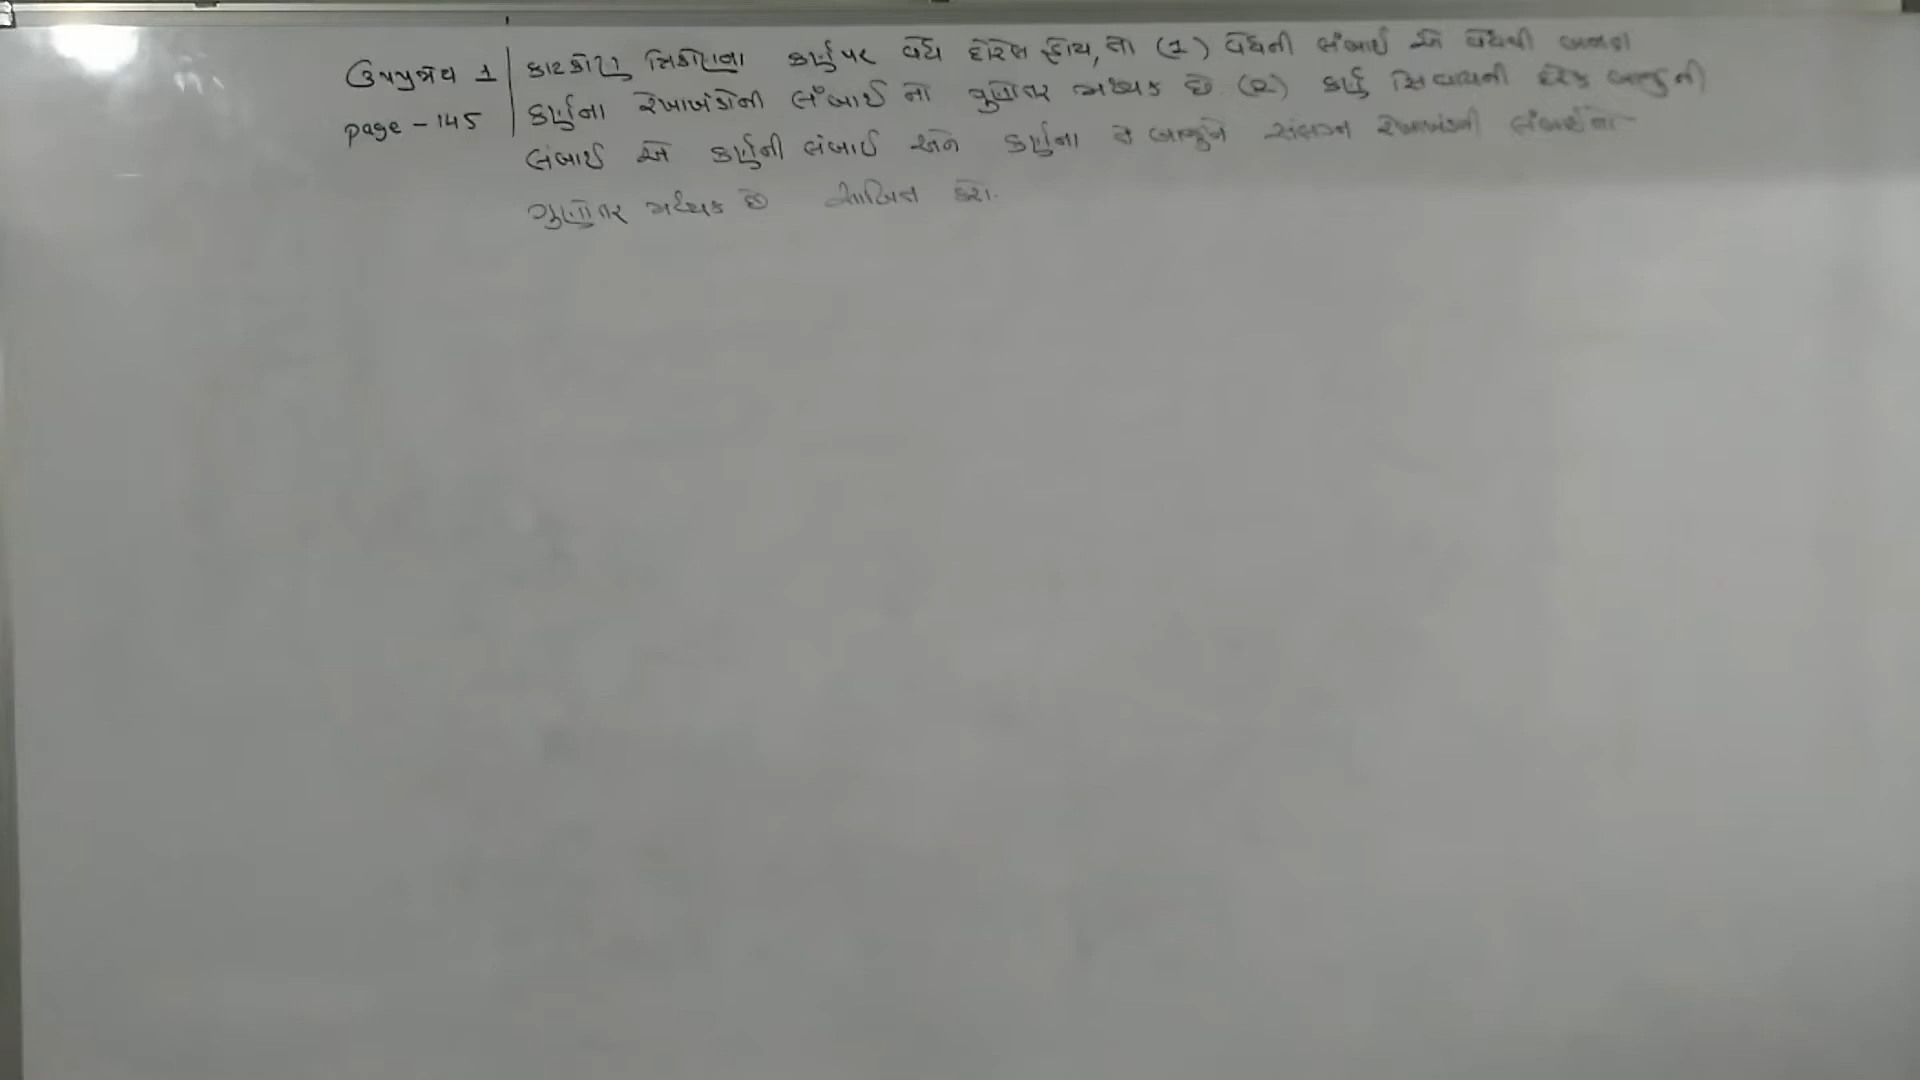 ઉપપ્રમેય 1 કાટકોણ ત્રિકોણના કર્ણ પર વેધ દોરેલ હોય, તો (1) વેધની લંબાઈ એ વેધથી બનતા
page - 145 કર્ણના રેખાખંડોની લંબાઈ નો ગુણોત્તર મધ્યક છે (2) કર્ણ સિવાયની દરેક બાજુની
લંબાઈ એ કર્ણની લંબાઈ અને કર્ણના તે બાજુને સંલગ્ન રેખાખંડની લંબાઈનો
ગુણોત્તર મધ્યક છે સાબિત કરો.